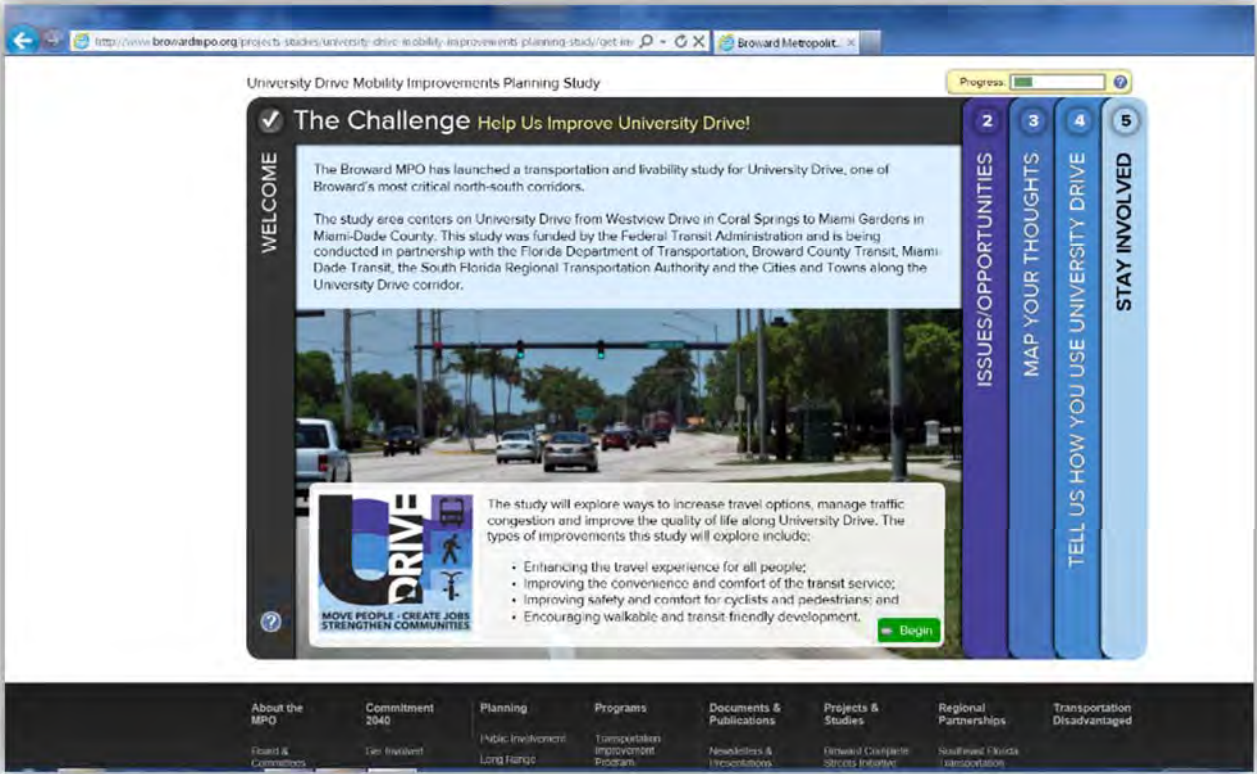 http://www.browardmpo.org/projects-studies/university-drive-mobility-improvements-planning-study/get-inv
Broward Metropolit...
University Drive Mobility Improvements Planning Study
Progress:
The Challenge Help Us Improve University Drive!
WELCOME
The Broward MPO has launched a transportation and livability study for University Drive, one of
Broward's most critical north-south corridors.
The study area centers on University Drive from Westview Drive in Coral Springs to Miami Gardens in
Miami-Dade County. This study was funded by the Federal Transit Administration and is being
conducted in partnership with the Florida Department of Transportation, Broward County Transit, Miami-
Dade Transit, the South Florida Regional Transportation Authority and the Cities and Towns along the
University Drive corridor.
U DRIVE
MOVE PEOPLE - CREATE JOBS
STRENGTHEN COMMUNITIES
The study will explore ways to increase travel options, manage traffic
congestion and improve the quality of life along University Drive. The
types of improvements this study will explore include:
• Enhancing the travel experience for all people;
• Improving the convenience and comfort of the transit service;
• Improving safety and comfort for cyclists and pedestrians; and
• Encouraging walkable and transit friendly development.
Begin
2 ISSUES/OPPORTUNITIES
3 MAP YOUR THOUGHTS
4 TELL US HOW YOU USE UNIVERSITY DRIVE
5 STAY INVOLVED
About the
MPO
Board &
Committees
Commitment
2040
Get Involved
Planning
Public Involvement
Long Range
Programs
Transportation
Improvement
Program
Documents &
Publications
Newsletters &
Presentations
Projects &
Studies
Broward Complete
Streets Initiative
Regional
Partnerships
Southeast Florida
Transportation
Transportation
Disadvantaged